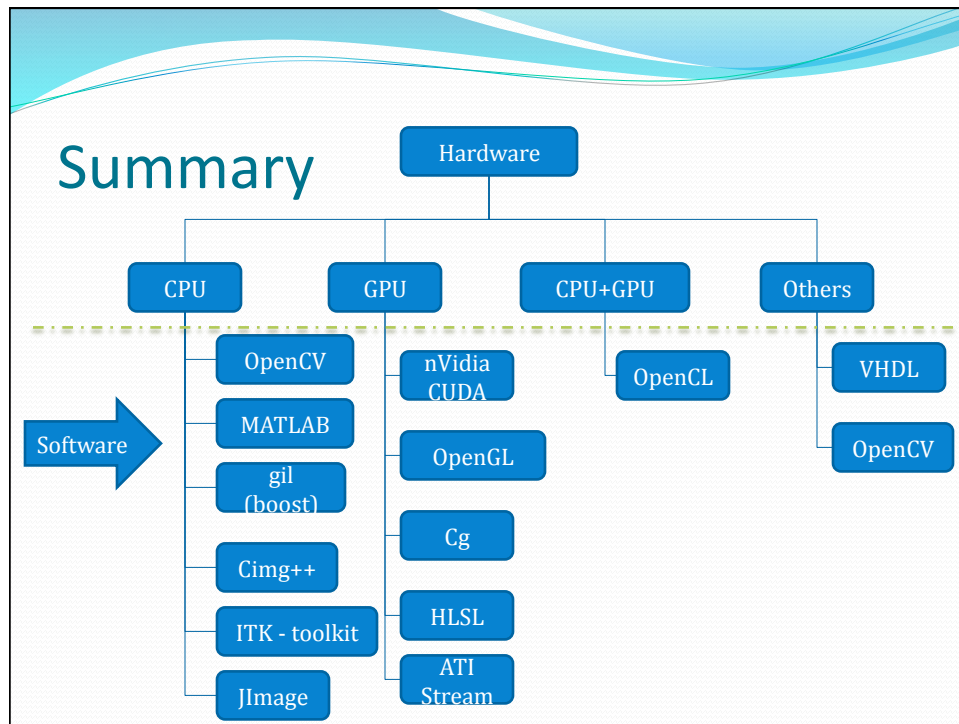 Summary
Hardware
CPU
GPU
CPU+GPU
Others
Software
OpenCV
MATLAB
gil
(boost)
Cimg++
ITK - toolkit
JImage
nVidia
CUDA
OpenGL
Cg
HLSL
ATI
Stream
OpenCL
VHDL
OpenCV